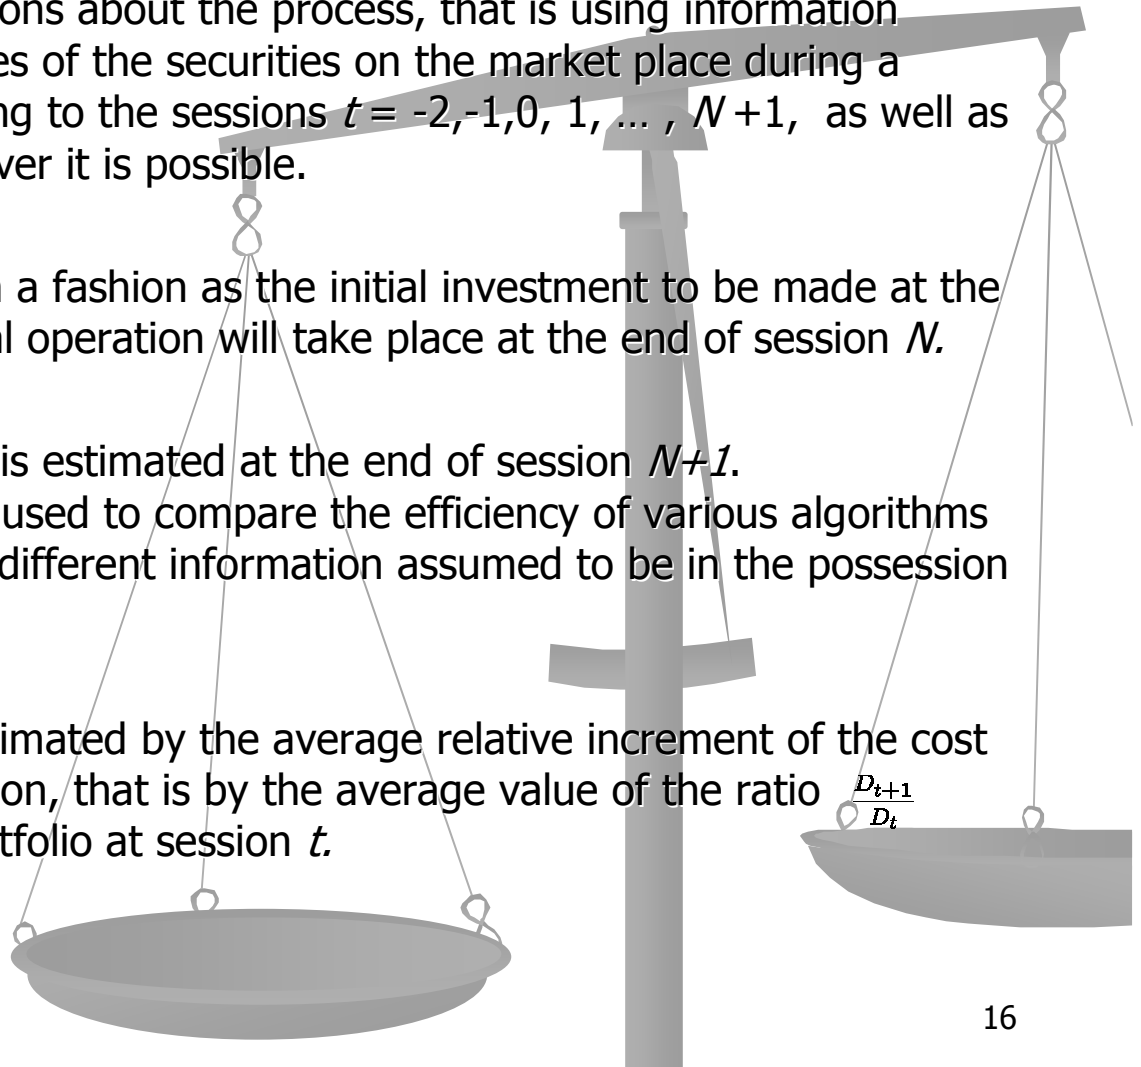 ons about the process, that is using information
es of the securities on the market place during a
ng to the sessions t = -2,-1,0, 1, … , N +1,  as well as
ver it is possible.
a fashion as the initial investment to be made at the
l operation will take place at the end of session N.
is estimated at the end of session N+1.
used to compare the efficiency of various algorithms
different information assumed to be in the possession
imated by the average relative increment of the cost
on, that is by the average value of the ratio D_{t+1}/D_t
tfolio at session t.
16